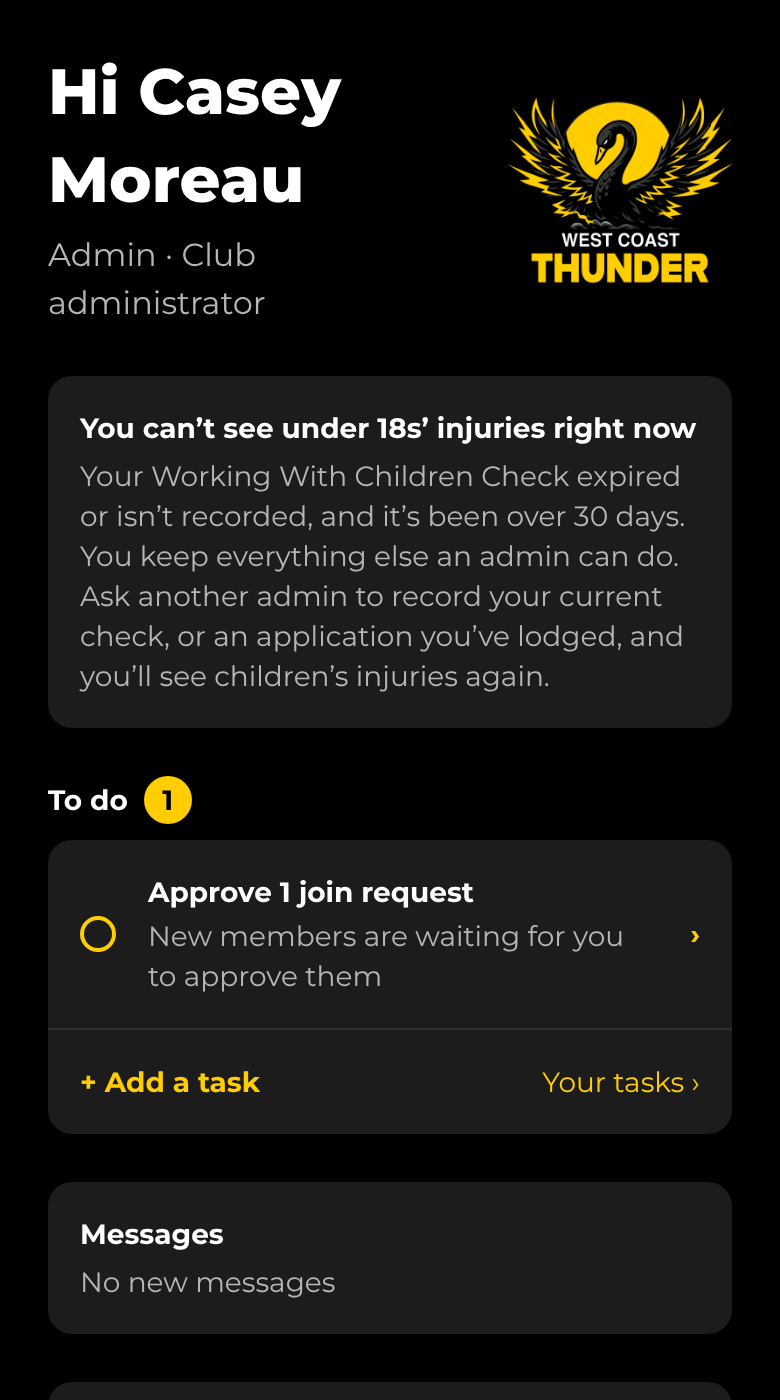 Hi Casey
Moreau
Admin · Club
administrator
WEST COAST
THUNDER
You can’t see under 18s’ injuries right now
Your Working With Children Check expired
or isn’t recorded, and it’s been over 30 days.
You keep everything else an admin can do.
Ask another admin to record your current
check, or an application you’ve lodged, and
you’ll see children’s injuries again.
To do 1
Approve 1 join request
New members are waiting for you
to approve them
›
+ Add a task
Your tasks ›
Messages
No new messages